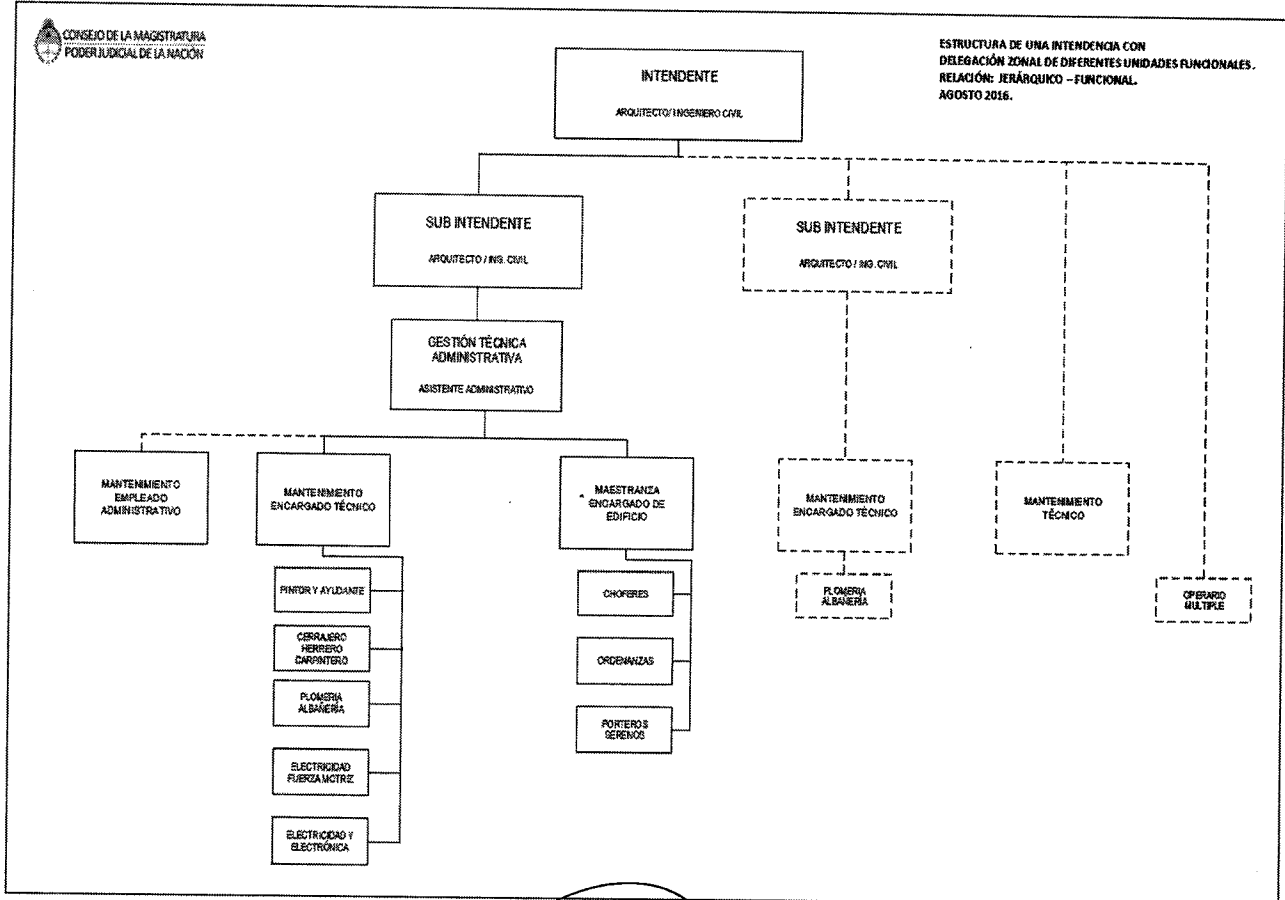 CONSEJO DE LA MAGISTRATURA
PODER JUDICIAL DE LA NACIÓN
ESTRUCTURA DE UNA INTENDENCIA CON
DELEGACIÓN ZONAL DE DIFERENTES UNIDADES FUNCIONALES.
RELACIÓN: JERÁRQUICO – FUNCIONAL.
AGOSTO 2016.
INTENDENTE
ARQUITECTO/ INGENIERO CIVIL
SUB INTENDENTE
ARQUITECTO / ING. CIVIL
SUB INTENDENTE
ARQUITECTO / ING. CIVIL
GESTIÓN TÉCNICA
ADMINISTRATIVA
ASISTENTE ADMINISTRATIVO
MANTENIMIENTO
EMPLEADO
ADMINISTRATIVO
MANTENIMIENTO
ENCARGADO TÉCNICO
MAESTRANZA
ENCARGADO DE
EDIFICIO
MANTENIMIENTO
ENCARGADO TÉCNICO
MANTENIMIENTO
TÉCNICO
PINTOR Y AYUDANTE
CERRAJERO
HERRERO
CARPINTERO
PLOMERIA
ALBAÑERÍA
ELECTRICIDAD
FUERZA MOTRIZ
ELECTRICIDAD Y
ELECTRÓNICA
CHOFERES
ORDENANZAS
PORTEROS
SERENOS
PLOMERIA
ALBAÑERÍA
OPERARIO
MULTIPLE